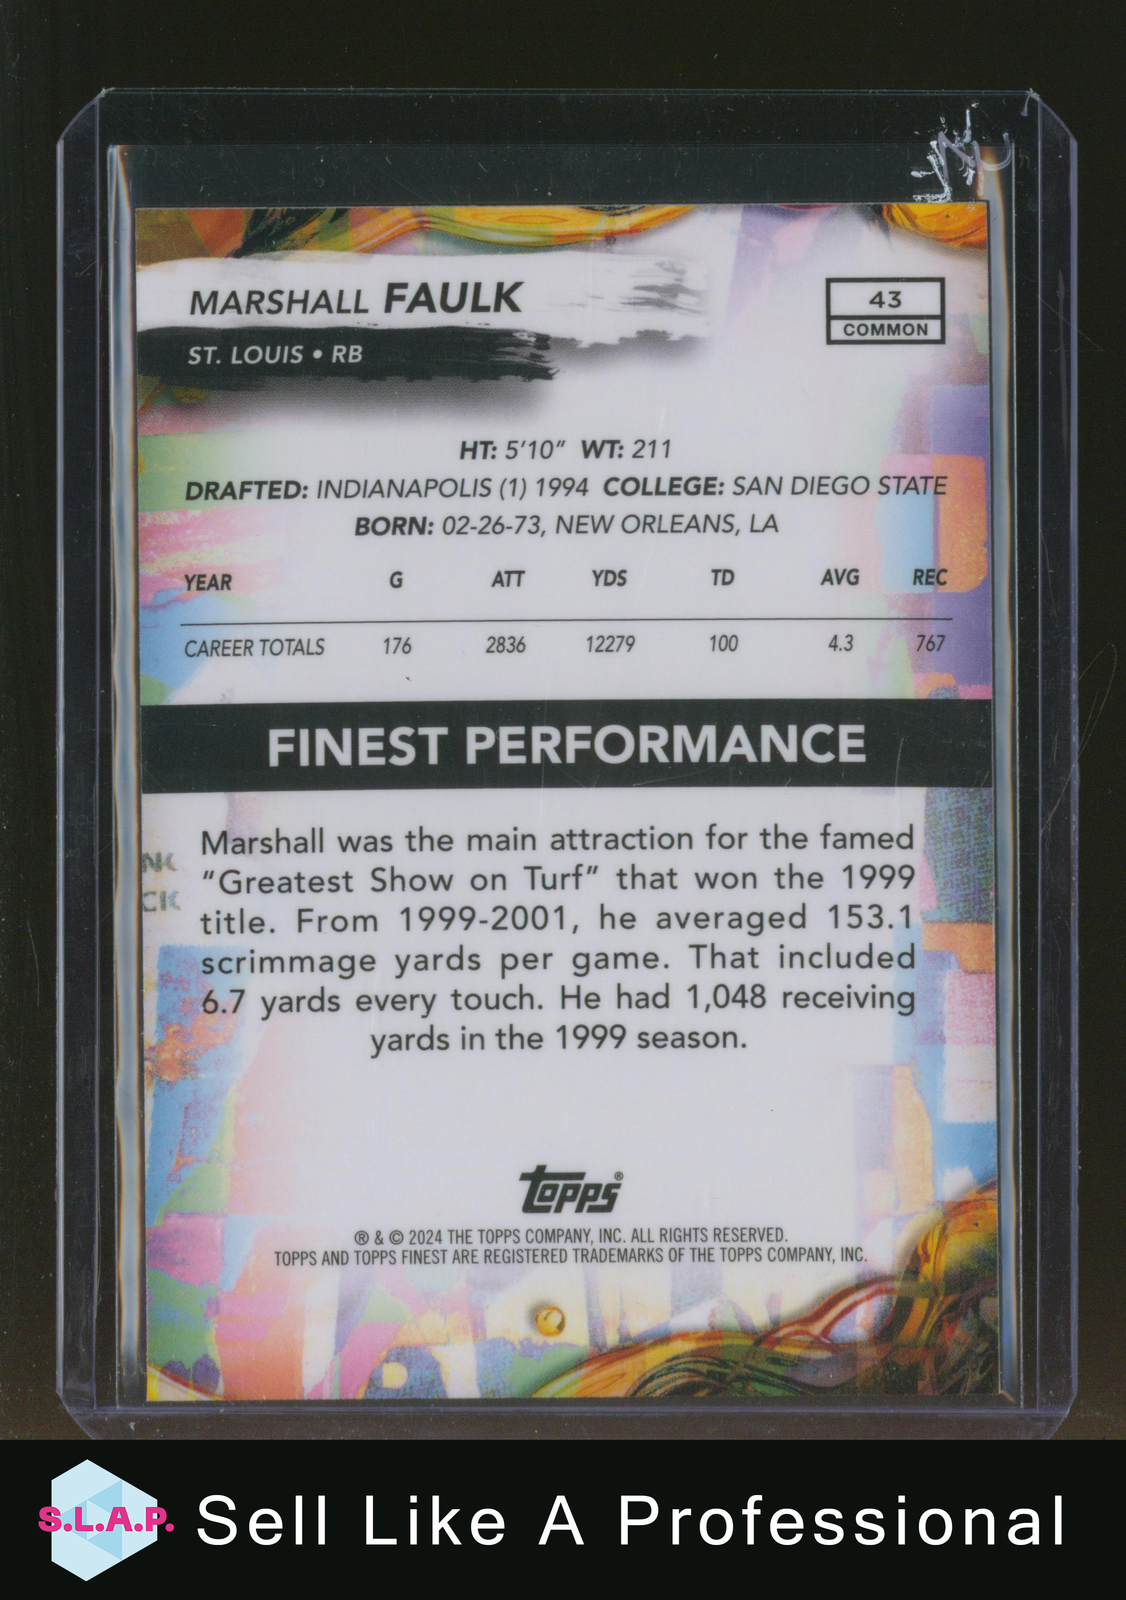 MARSHALL FAULK
43
COMMON
ST. LOUIS • RB
HT: 5'10" WT: 211
DRAFTED: INDIANAPOLIS (1) 1994 COLLEGE: SAN DIEGO STATE
BORN: 02-26-73, NEW ORLEANS, LA
YEAR G ATT YDS TD AVG REC
CAREER TOTALS 176 2836 12279 100 4.3 767
FINEST PERFORMANCE
Marshall was the main attraction for the famed
"Greatest Show on Turf" that won the 1999
title. From 1999-2001, he averaged 153.1
scrimmage yards per game. That included
6.7 yards every touch. He had 1,048 receiving
yards in the 1999 season.
Topps®
® & © 2024 THE TOPPS COMPANY, INC. ALL RIGHTS RESERVED.
TOPPS AND TOPPS FINEST ARE REGISTERED TRADEMARKS OF THE TOPPS COMPANY, INC.
S.L.A.P. Sell Like A Professional